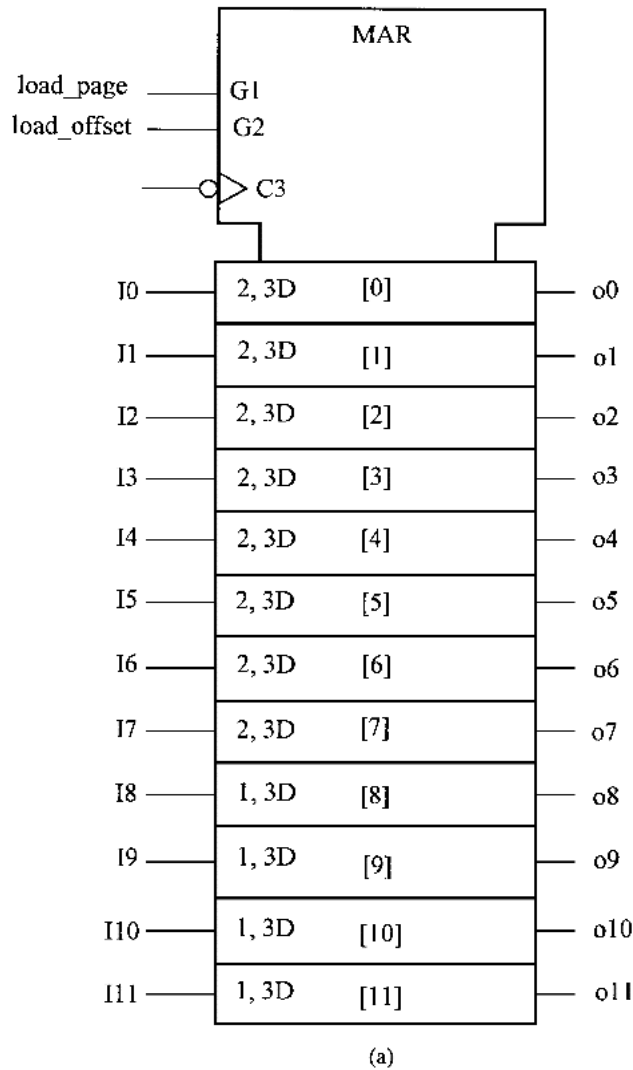 MAR
load_page G1
load_offset G2
C3
I0 2, 3D [0] o0
I1 2, 3D [1] o1
I2 2, 3D [2] o2
I3 2, 3D [3] o3
I4 2, 3D [4] o4
I5 2, 3D [5] o5
I6 2, 3D [6] o6
I7 2, 3D [7] o7
I8 1, 3D [8] o8
I9 1, 3D [9] o9
I10 1, 3D [10] o10
I11 1, 3D [11] o11
(a)